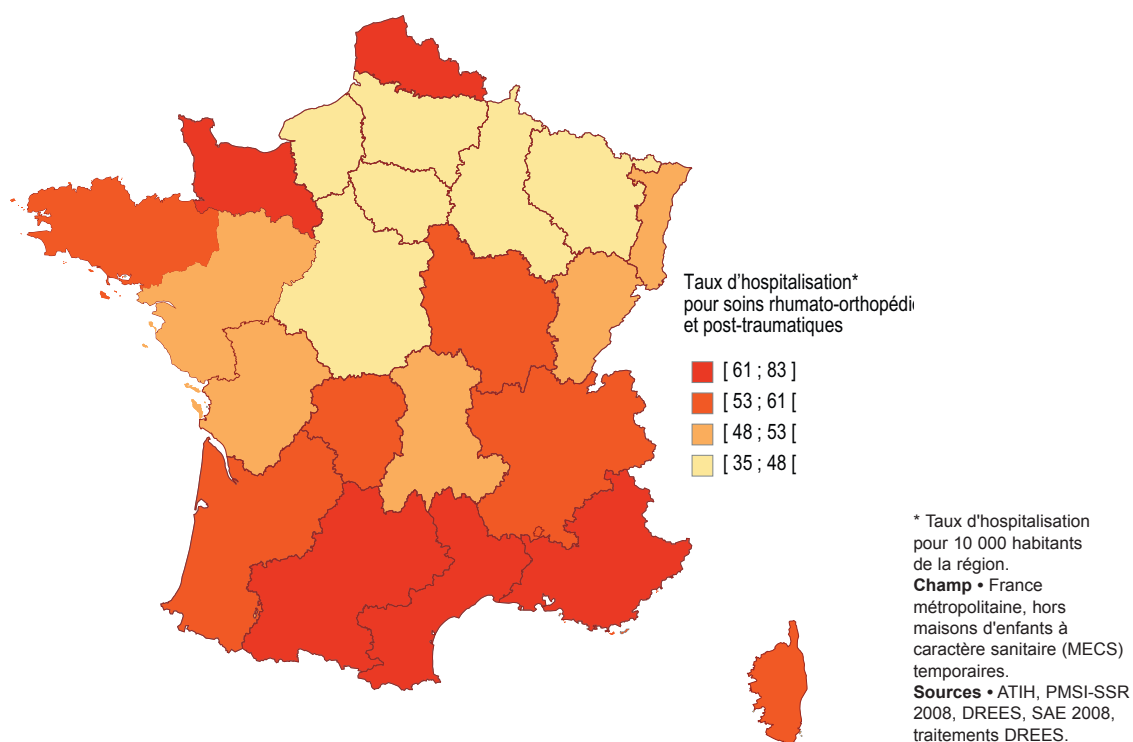 Taux d'hospitalisation*
pour soins rhumato-orthopédi
et post-traumatiques
[ 61 ; 83 ]
[ 53 ; 61 [
[ 48 ; 53 [
[ 35 ; 48 [
* Taux d'hospitalisation
pour 10 000 habitants
de la région.
Champ • France
métropolitaine, hors
maisons d'enfants à
caractère sanitaire (MECS)
temporaires.
Sources • ATIH, PMSI-SSR
2008, DREES, SAE 2008,
traitements DREES.